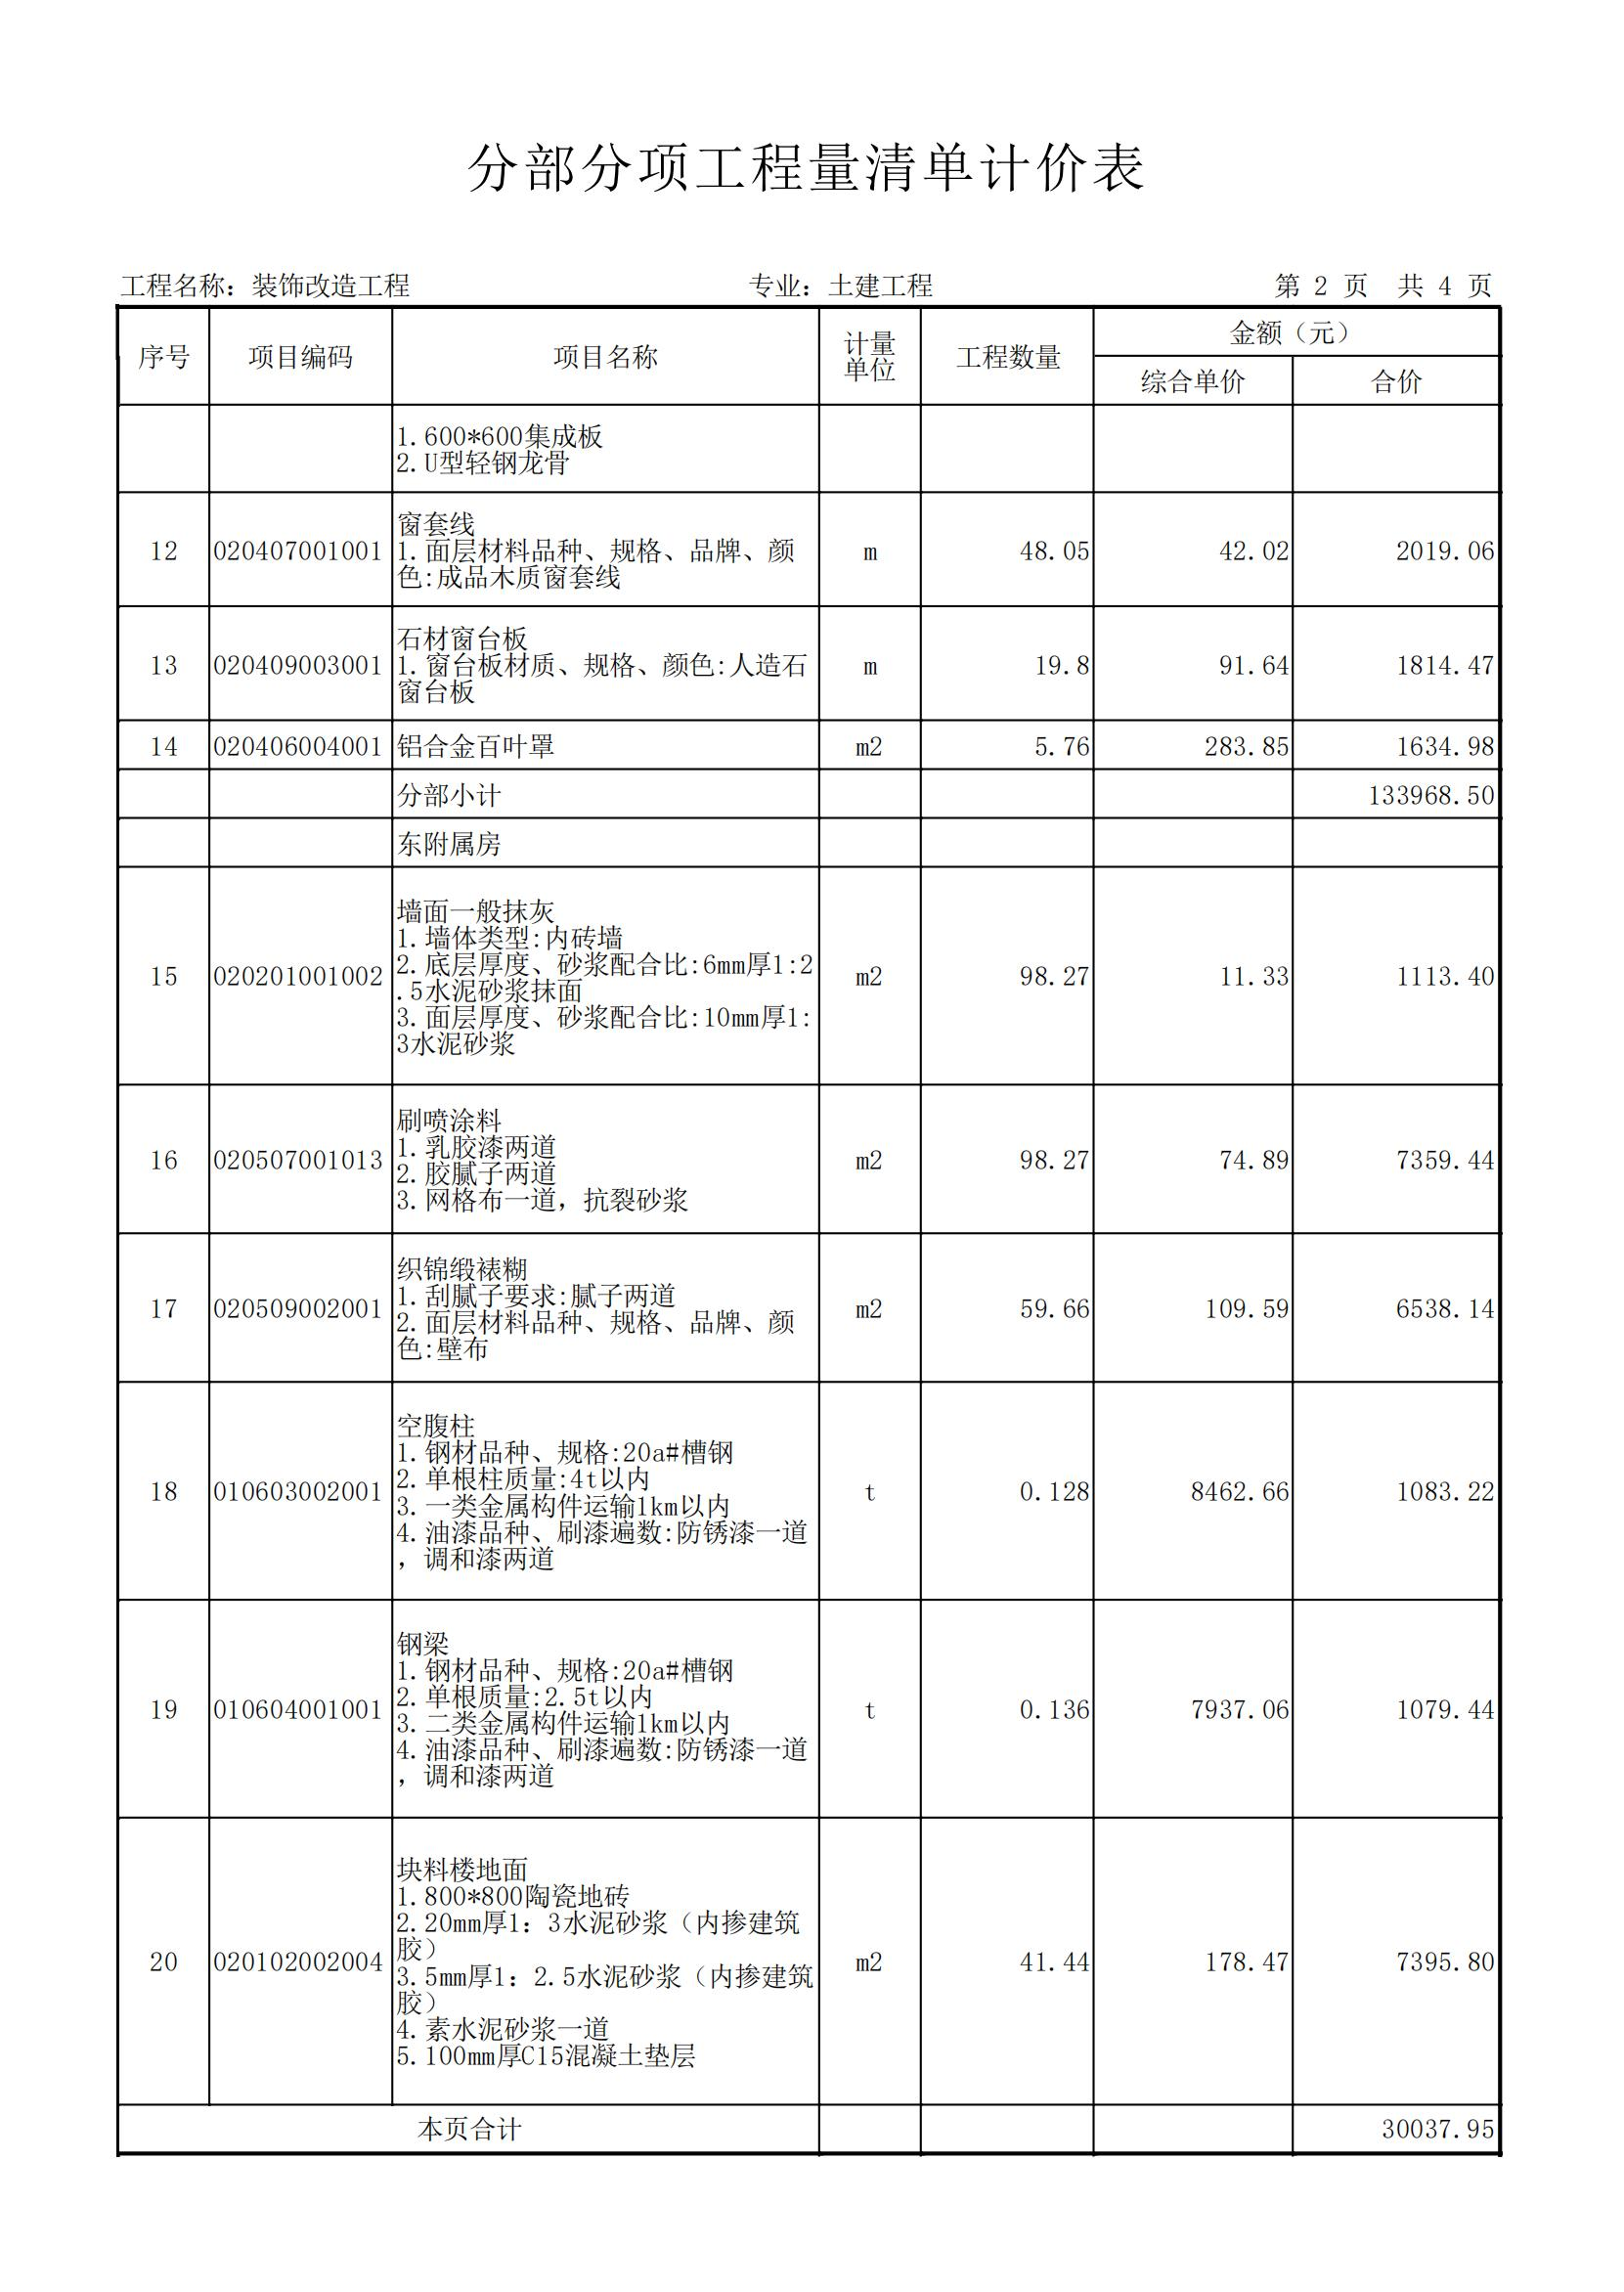 分部分项工程量清单计价表
工程名称：装饰改造工程 专业：土建工程 第 2 页 共 4 页
序号 项目编码 项目名称 计量单位 工程数量 金额（元）
综合单价 合价
1.600*600集成板
2.U型轻钢龙骨
窗套线
12 020407001001 1.面层材料品种、规格、品牌、颜 m 48.05 42.02 2019.06
色:成品木质窗套线
石材窗台板
13 020409003001 1.窗台板材质、规格、颜色:人造石 m 19.8 91.64 1814.47
窗台板
14 020406004001 铝合金百叶罩 m2 5.76 283.85 1634.98
分部小计 133968.50
东附属房
墙面一般抹灰
1.墙体类型:内砖墙
2.底层厚度、砂浆配合比:6mm厚1:2
15 020201001002 .5水泥砂浆抹面 m2 98.27 11.33 1113.40
3.面层厚度、砂浆配合比:10mm厚1:
3水泥砂浆
刷喷涂料
1.乳胶漆两道
16 020507001013 2.胶腻子两道 m2 98.27 74.89 7359.44
3.网格布一道，抗裂砂浆
织锦缎裱糊
1.刮腻子要求:腻子两道
17 020509002001 2.面层材料品种、规格、品牌、颜 m2 59.66 109.59 6538.14
色:壁布
空腹柱
1.钢材品种、规格:20a#槽钢
2.单根柱质量:4t以内
18 010603002001 3.一类金属构件运输1km以内 t 0.128 8462.66 1083.22
4.油漆品种、刷漆遍数:防锈漆一道
，调和漆两道
钢梁
1.钢材品种、规格:20a#槽钢
2.单根质量:2.5t以内
19 010604001001 3.二类金属构件运输1km以内 t 0.136 7937.06 1079.44
4.油漆品种、刷漆遍数:防锈漆一道
，调和漆两道
块料楼地面
1.800*800陶瓷地砖
2.20mm厚1：3水泥砂浆（内掺建筑
胶）
20 020102002004 3.5mm厚1：2.5水泥砂浆（内掺建筑 m2 41.44 178.47 7395.80
胶）
4.素水泥砂浆一道
5.100mm厚C15混凝土垫层
本页合计 30037.95